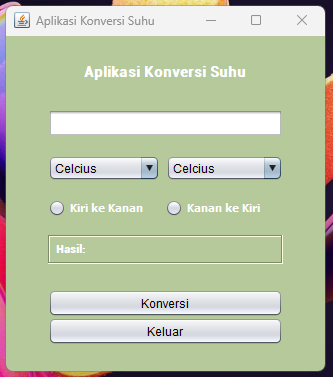 Aplikasi Konversi Suhu
Aplikasi Konversi Suhu
Celcius Celcius
Kiri ke Kanan Kanan ke Kiri
Hasil:
Konversi
Keluar